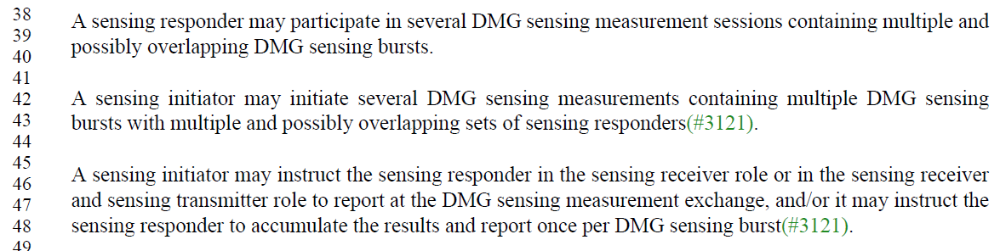 38
39
40
41
42
43
44
45
46
47
48
49
A sensing responder may participate in several DMG sensing measurement sessions containing multiple and
possibly overlapping DMG sensing bursts.
A sensing initiator may initiate several DMG sensing measurements containing multiple DMG sensing
bursts with multiple and possibly overlapping sets of sensing responders(#3121).
A sensing initiator may instruct the sensing responder in the sensing receiver role or in the sensing receiver
and sensing transmitter role to report at the DMG sensing measurement exchange, and/or it may instruct the
sensing responder to accumulate the results and report once per DMG sensing burst(#3121).